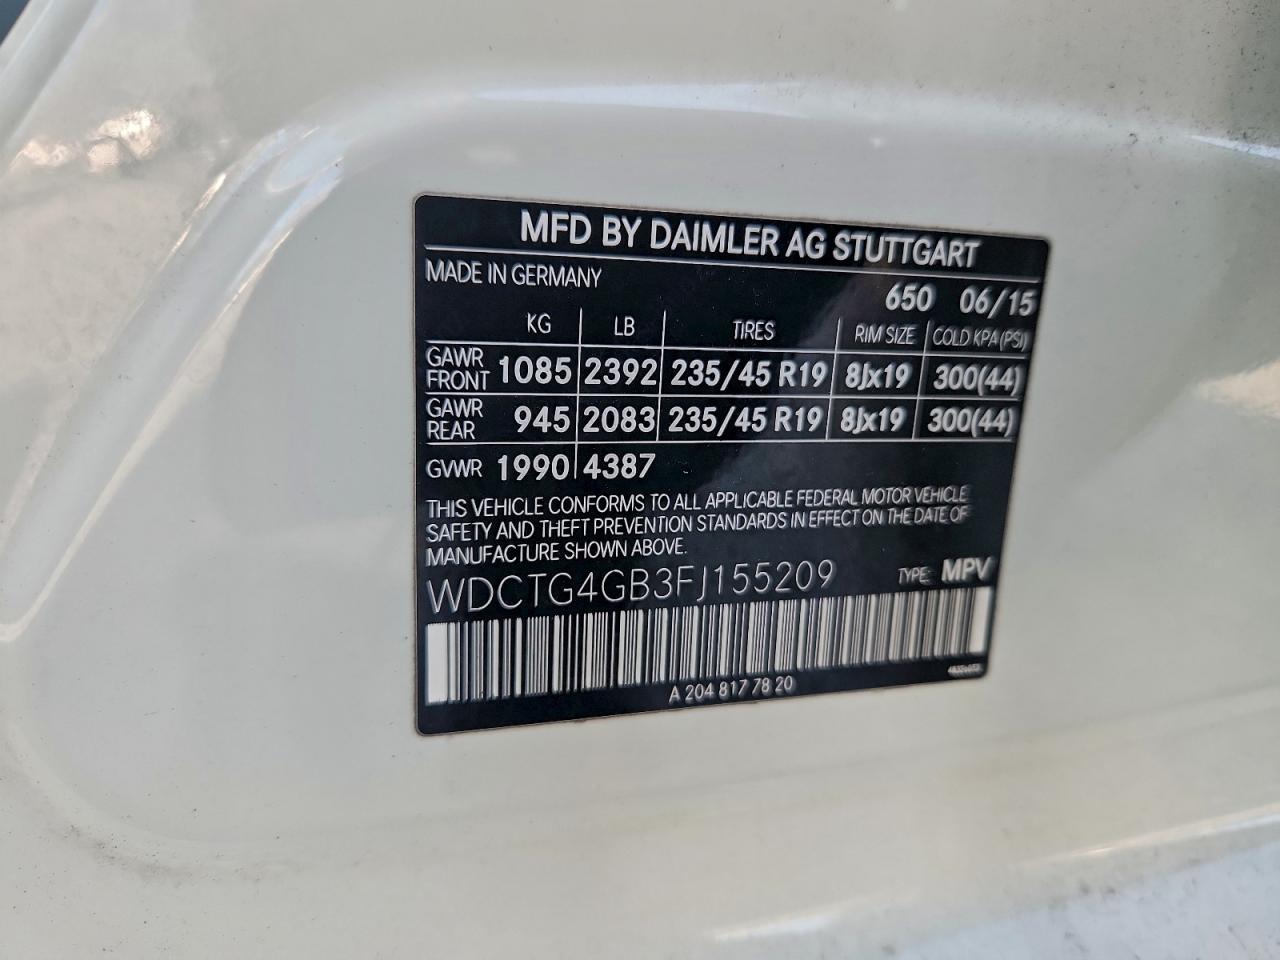 MFD BY DAIMLER AG STUTTGART
MADE IN GERMANY
650 06/15
KG LB TIRES RIM SIZE COLD KPA (PSI)
GAWR FRONT 1085 2392 235/45 R19 8Jx19 300(44)
GAWR REAR 945 2083 235/45 R19 8Jx19 300(44)
GVWR 1990 4387
THIS VEHICLE CONFORMS TO ALL APPLICABLE FEDERAL MOTOR VEHICLE
SAFETY AND THEFT PREVENTION STANDARDS IN EFFECT ON THE DATE OF
MANUFACTURE SHOWN ABOVE.
WDCTG4GB3FJ155209 TYPE: MPV
A 204 817 78 20